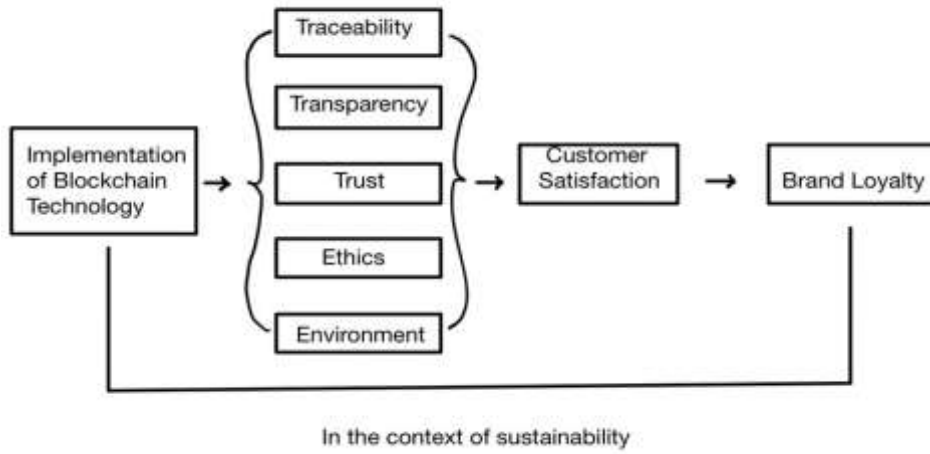 Traceability
Transparency
Implementation
of Blockchain
Technology
Trust
Customer
Satisfaction
Brand Loyalty
Ethics
Environment
In the context of sustainability